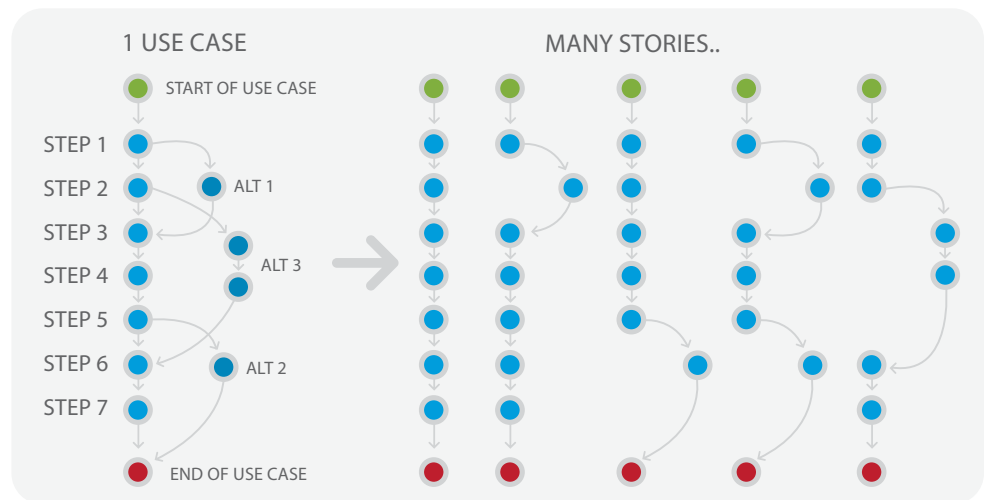 1 USE CASE
MANY STORIES..
START OF USE CASE
STEP 1
STEP 2
ALT 1
STEP 3
ALT 3
STEP 4
STEP 5
STEP 6
ALT 2
STEP 7
END OF USE CASE